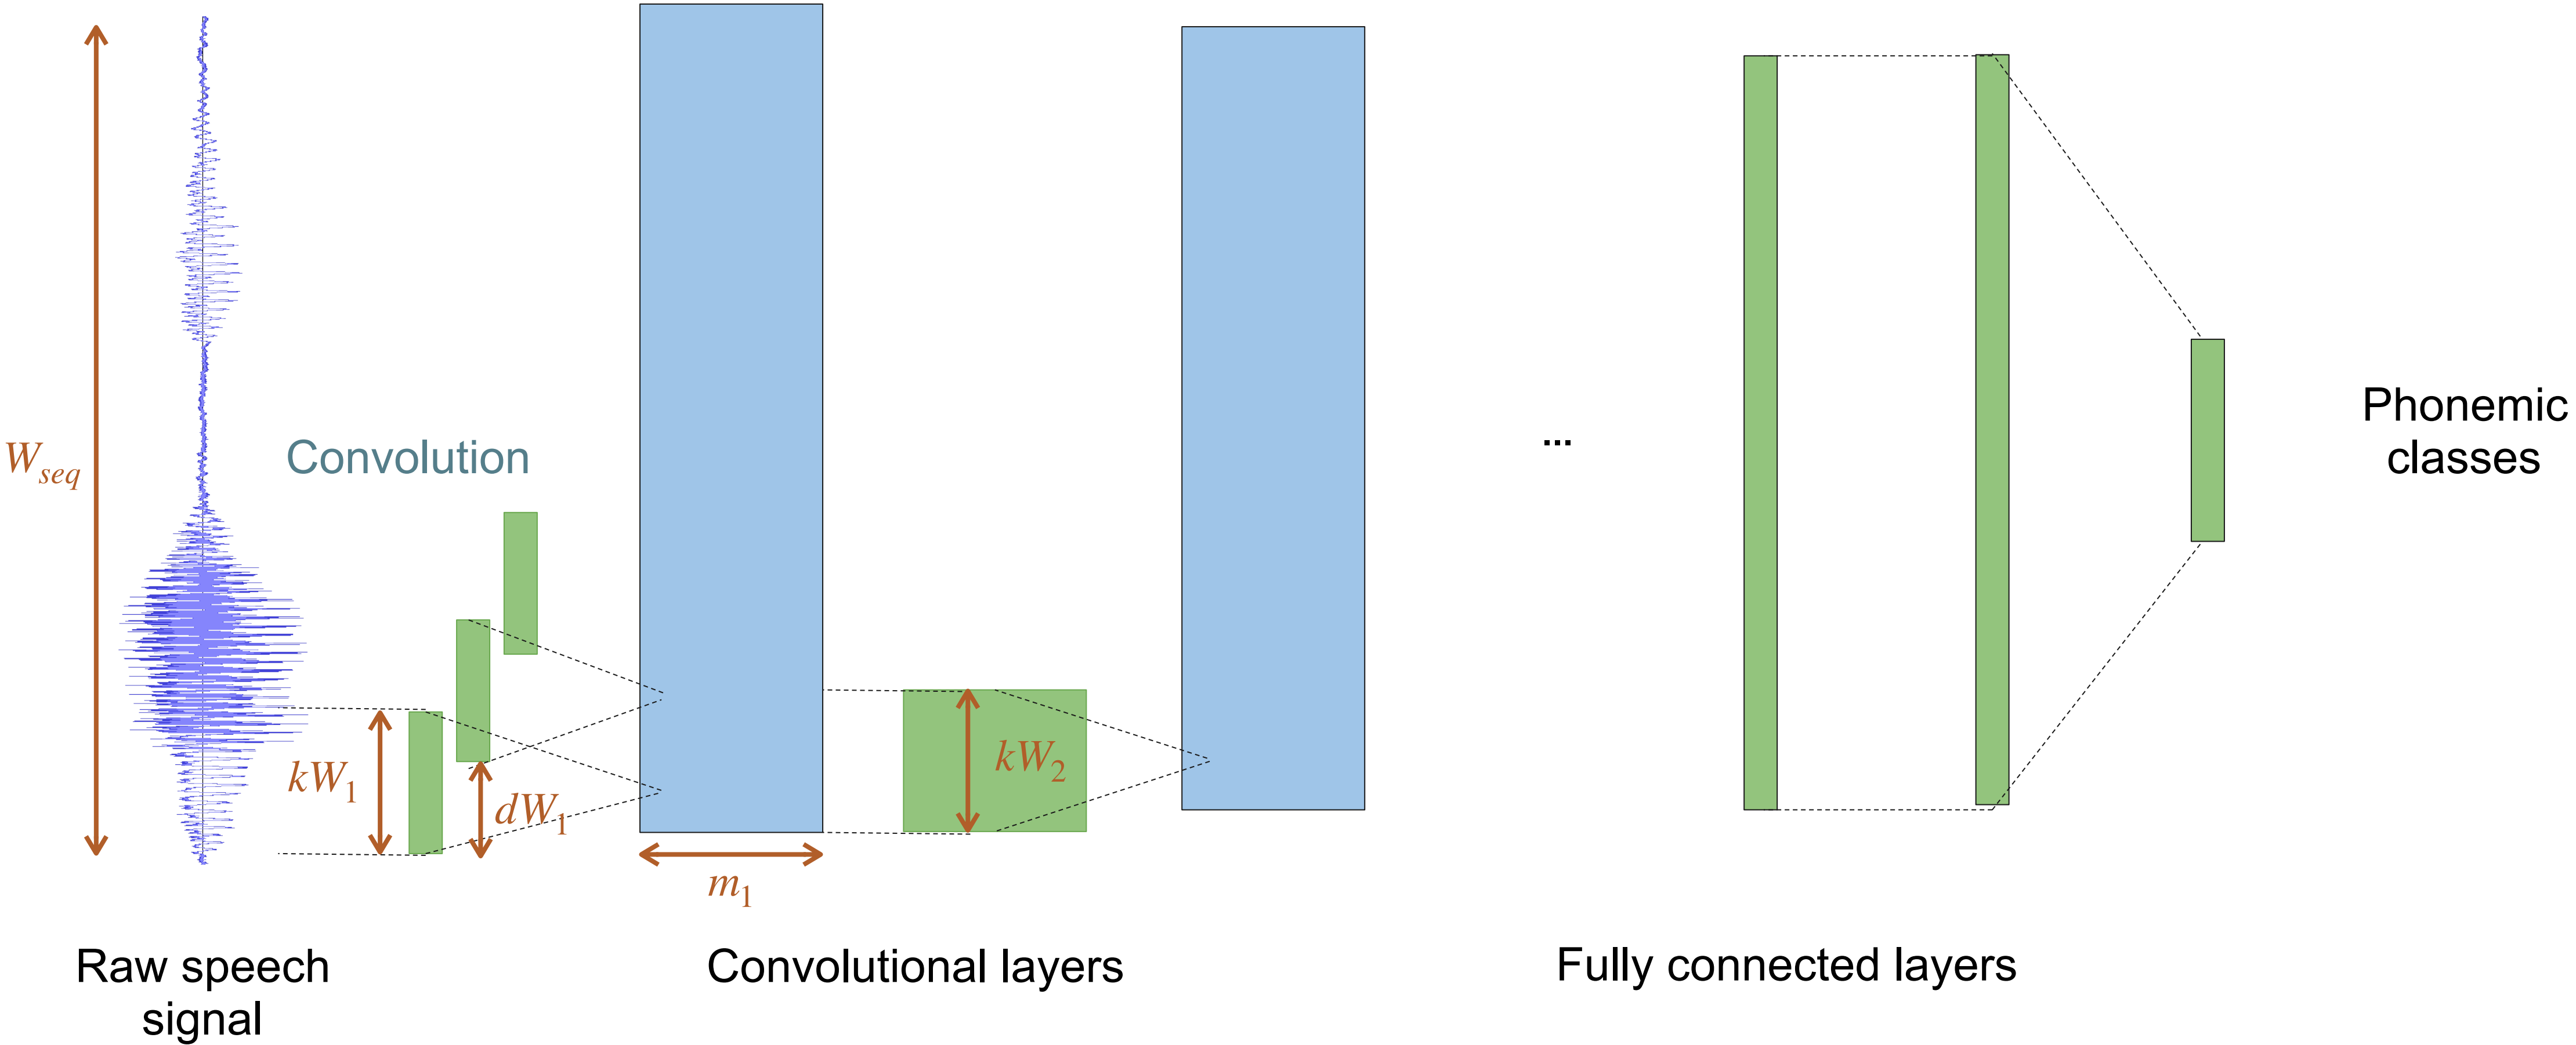 W_seq
Convolution
kW_1
dW_1
m_1
kW_2
...
Phonemic
classes
Raw speech
signal
Convolutional layers
Fully connected layers